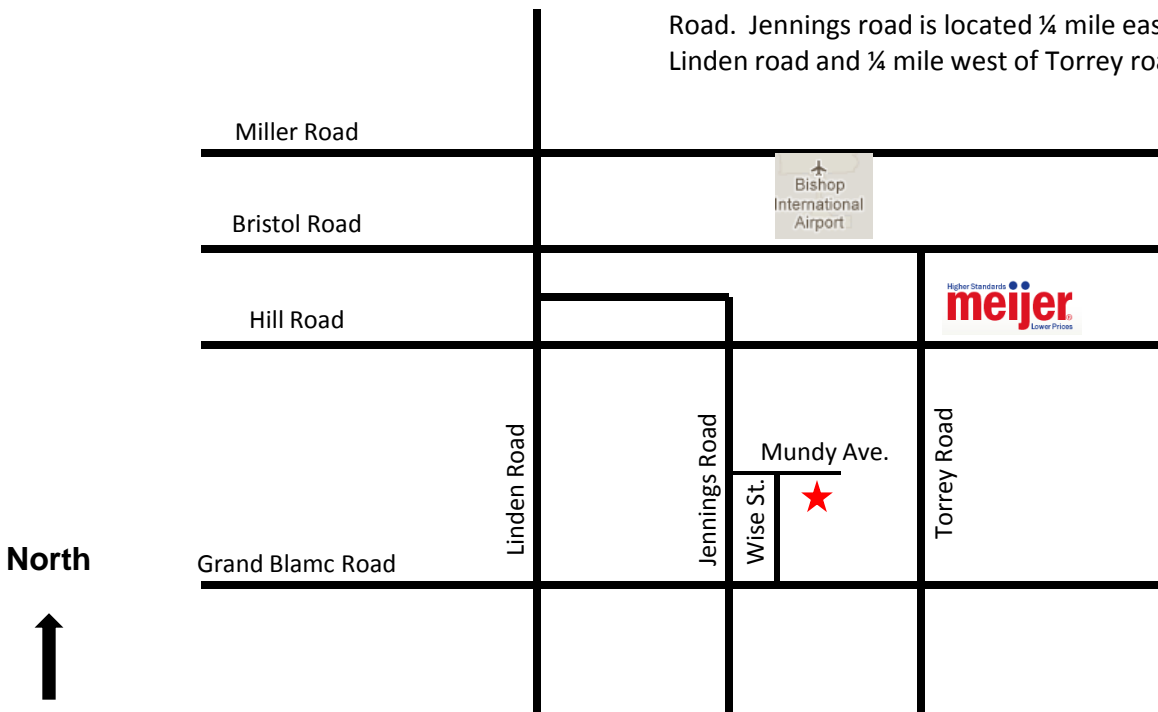 Road. Jennings road is located ¼ mile eas
Linden road and ¼ mile west of Torrey roa
Miller Road
Bishop
International
Airport
Bristol Road
Higher Standards
meijer®
Lower Prices
Hill Road
Linden Road
Jennings Road
Mundy Ave.
Wise St.
Torrey Road
North
Grand Blamc Road